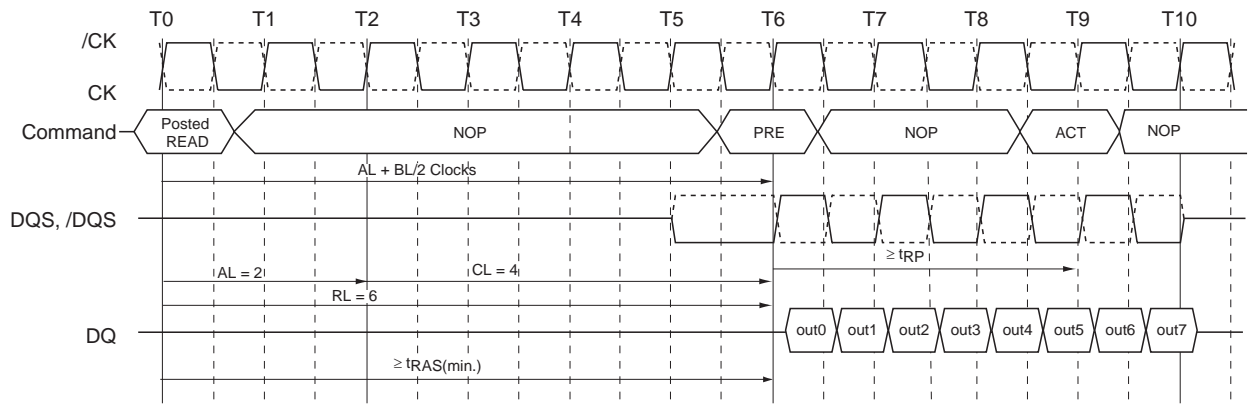 T0 T1 T2 T3 T4 T5 T6 T7 T8 T9 T10
/CK
CK
Command
Posted READ
NOP
PRE
NOP
ACT
NOP
AL + BL/2 Clocks
DQS, /DQS
≥ tRP
AL = 2
CL = 4
RL = 6
DQ
out0 out1 out2 out3 out4 out5 out6 out7
≥ tRAS(min.)